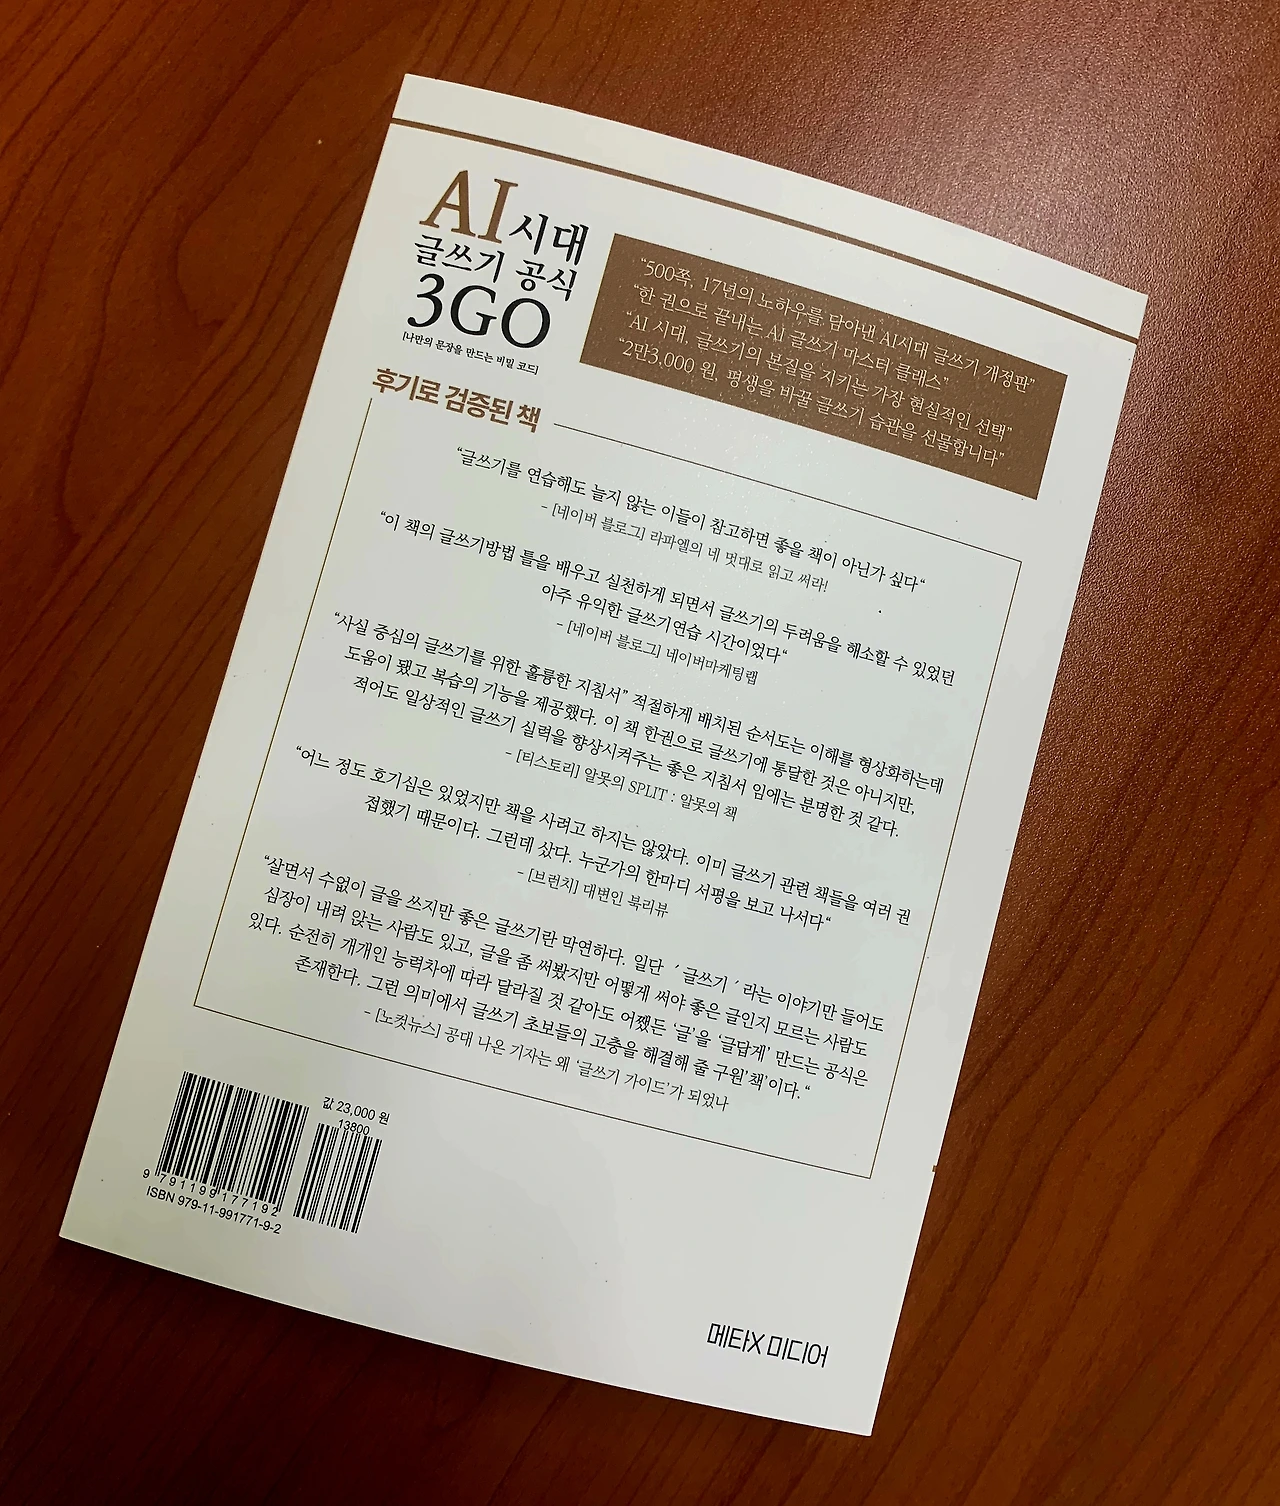 AI 시대
글쓰기 공식
3GO
[나만의 문장을 만드는 비밀 코드]
“500쪽, 17년의 노하우를 담아낸 AI시대 글쓰기 개정판”
“한 권으로 끝내는 AI 글쓰기 마스터 클래스”
“AI 시대, 글쓰기의 본질을 지키는 가장 현실적인 선택”
“2만3,000 원, 평생을 바꿀 글쓰기 습관을 선물합니다”
후기로 검증된 책
“글쓰기를 연습해도 늘지 않는 이들이 참고하면 좋을 책이 아닌가 싶다“
- [네이버 블로그] 라파엘의 네 멋대로 읽고 써라!
“이 책의 글쓰기방법 틀을 배우고 실천하게 되면서 글쓰기의 두려움을 해소할 수 있었던
아주 유익한 글쓰기연습 시간이었다“
- [네이버 블로그] 네이버마케팅랩
“사실 중심의 글쓰기를 위한 훌륭한 지침서” 적절하게 배치된 순서도는 이해를 형상화하는데
도움이 됐고 복습의 기능을 제공했다. 이 책 한권으로 글쓰기에 통달한 것은 아니지만,
적어도 일상적인 글쓰기 실력을 향상시켜주는 좋은 지침서 임에는 분명한 것 같다.
- [티스토리] 알못의 SPLIT : 알못의 책
“어느 정도 호기심은 있었지만 책을 사려고 하지는 않았다. 이미 글쓰기 관련 책들을 여러 권
접했기 때문이다. 그런데 샀다. 누군가의 한마디 서평을 보고 나서다“
- [브런치] 대변인 북리뷰
“살면서 수없이 글을 쓰지만 좋은 글쓰기란 막연하다. 일단 ´글쓰기´라는 이야기만 들어도
심장이 내려 앉는 사람도 있고, 글을 좀 써봤지만 어떻게 써야 좋은 글인지 모르는 사람도
있다. 순전히 개개인 능력차에 따라 달라질 것 같아도 어쨌든 ‘글’을 ‘글답게’ 만드는 공식은
존재한다. 그런 의미에서 글쓰기 초보들의 고충을 해결해 줄 구원‘책’이다.“
- [노컷뉴스] 공대 나온 기자는 왜 ‘글쓰기 가이드’가 되었나
값 23,000 원
13800
9 791199 177192
ISBN 979-11-991771-9-2
메타X미디어